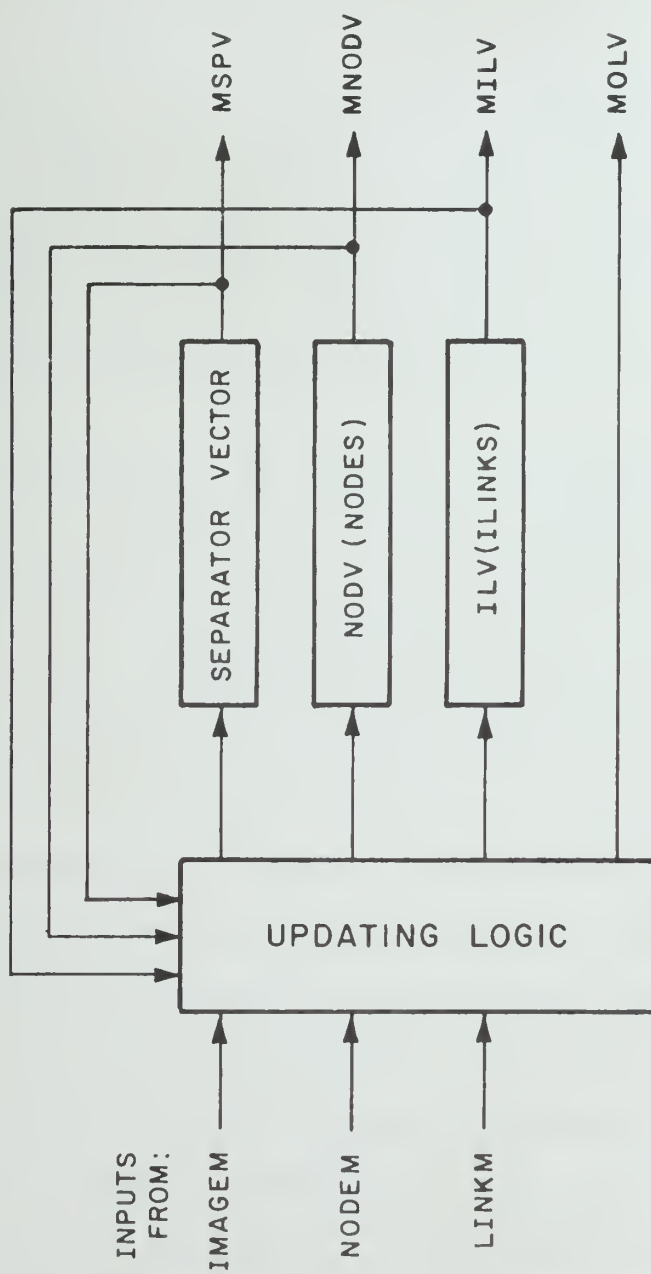 INPUTS
FROM:
IMAGEM
NODEM
LINKM
UPDATING LOGIC
SEPARATOR VECTOR
NODV (NODES)
ILV(ILINKS)
MSPV
MNODV
MILV
MOLV